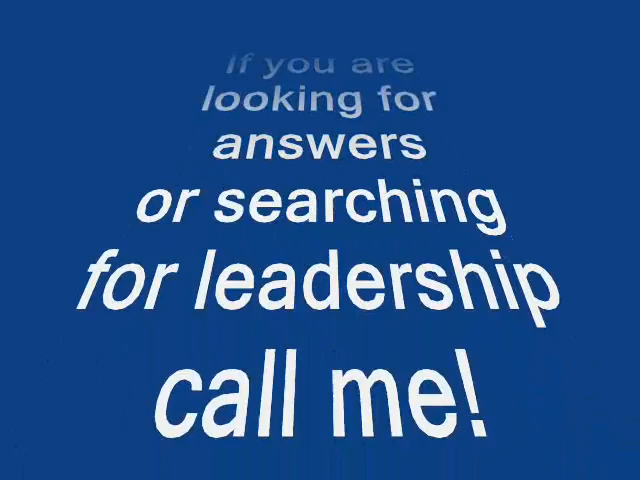 If you are
looking for
answers
or searching
for leadership
call me!